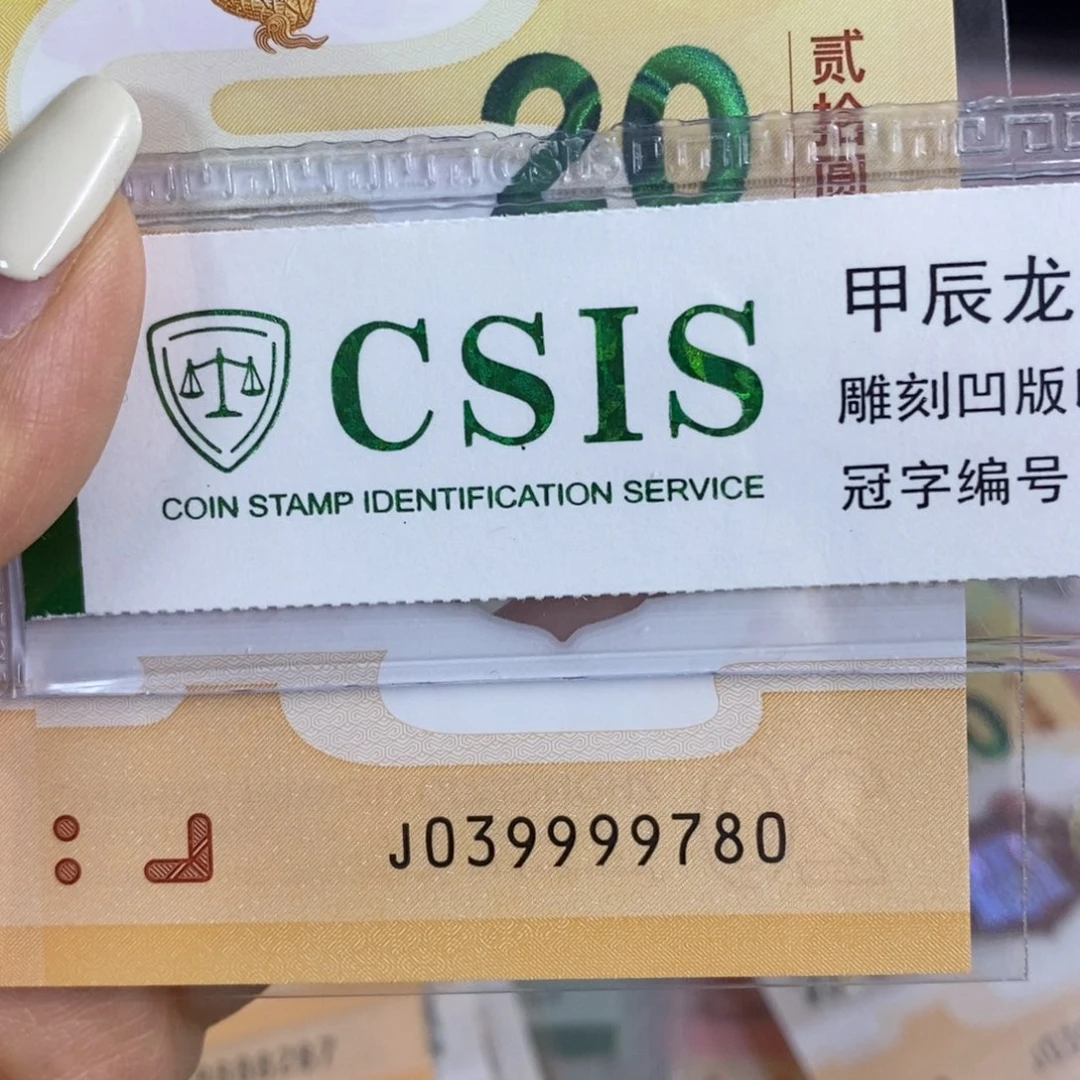 20
贰拾圆
CSIS
COIN STAMP IDENTIFICATION SERVICE
甲辰龙
雕刻凹版
冠字编号
J039999780